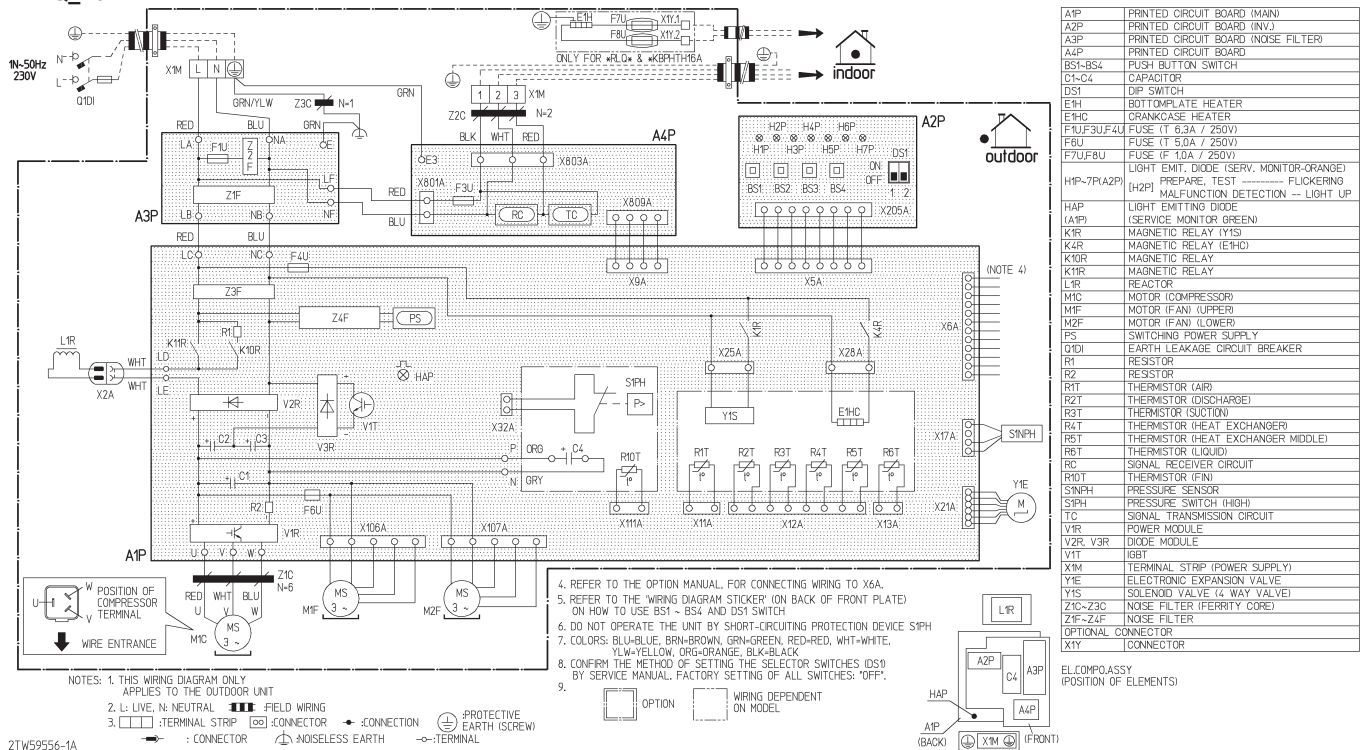 1N~50Hz
230V
N
L
Q1DI
X1M
L N
GRN/YLW
Z3C
N=1
GRN
RED
BLU
GRN
E1H
F7U
X1Y.1
F8U
X1Y.2
ONLY FOR *RLQ* & *KBPHTH16A
indoor
1 2 3
X1M
Z2C
N=2
BLK
WHT
RED
A4P
A2P
outdoor
LA
NA
E
F1U
Z2F
Z1F
LF
NF
A3P
LB
NB
RED
BLU
E3
X803A
X801A
F3U
RED
BLU
RC
TC
X809A
H2P H4P H6P
H1P H3P H5P H7P
DS1
ON
OFF
1 2
BS1 BS2 BS3 BS4
X205A
LC
NC
F4U
X9A
X5A
(NOTE 4)
X6A
Z3F
Z4F
PS
R1
K11R
K10R
K1R
K4R
L1R
WHT
LD
WHT
LE
X2A
HAP
X25A
X28A
S1PH
P>
X32A
Y1S
E1HC
V2R
V3R
V1T
C2
C3
P
ORG
C4
N
GRY
X17A
S1NPH
R10T
t°
R1T
R2T
R3T
R4T
R5T
R6T
t°
t°
t°
t°
t°
t°
C1
R2
F6U
X111A
X11A
X12A
X13A
X21A
Y1E
M
V1R
X106A
X107A
A1P
U V W
Z1C
N=6
RED WHT BLU
U V W
M1C
MS
3 ~
M1F
MS
3 ~
M2F
MS
3 ~
W
U
V
POSITION OF
COMPRESSOR
TERMINAL
WIRE ENTRANCE
NOTES: 1. THIS WIRING DIAGRAM ONLY
APPLIES TO THE OUTDOOR UNIT
2. L: LIVE, N: NEUTRAL :FIELD WIRING
3. :TERMINAL STRIP :CONNECTOR :CONNECTION :PROTECTIVE
EARTH (SCREW)
: CONNECTOR :NOISELESS EARTH :TERMINAL
4. REFER TO THE OPTION MANUAL, FOR CONNECTING WIRING TO X6A.
5. REFER TO THE 'WIRING DIAGRAM STICKER' (ON BACK OF FRONT PLATE)
ON HOW TO USE BS1 ~ BS4 AND DS1 SWITCH
6. DO NOT OPERATE THE UNIT BY SHORT-CIRCUITING PROTECTION DEVICE S1PH
7. COLORS: BLU=BLUE, BRN=BROWN, GRN=GREEN, RED=RED, WHT=WHITE,
YLW=YELLOW, ORG=ORANGE, BLK=BLACK
8. CONFIRM THE METHOD OF SETTING THE SELECTOR SWITCHES (DS1)
BY SERVICE MANUAL. FACTORY SETTING OF ALL SWITCHES: "OFF".
9.
OPTION
WIRING DEPENDENT
ON MODEL
2TW59556-1A
A1P PRINTED CIRCUIT BOARD (MAIN)
A2P PRINTED CIRCUIT BOARD (INV.)
A3P PRINTED CIRCUIT BOARD (NOISE FILTER)
A4P PRINTED CIRCUIT BOARD
BS1~BS4 PUSH BUTTON SWITCH
C1~C4 CAPACITOR
DS1 DIP SWITCH
E1H BOTTOMPLATE HEATER
E1HC CRANKCASE HEATER
F1U,F3U,F4U FUSE (T 6,3A / 250V)
F6U FUSE (T 5,0A / 250V)
F7U,F8U FUSE (F 1,0A / 250V)
LIGHT EMIT. DIODE (SERV. MONITOR-ORANGE)
H1P~7P(A2P) [H2P] PREPARE, TEST --------- FLICKERING
MALFUNCTION DETECTION -- LIGHT UP
HAP LIGHT EMITTING DIODE
(A1P) (SERVICE MONITOR GREEN)
K1R MAGNETIC RELAY (Y1S)
K4R MAGNETIC RELAY (E1HC)
K10R MAGNETIC RELAY
K11R MAGNETIC RELAY
L1R REACTOR
M1C MOTOR (COMPRESSOR)
M1F MOTOR (FAN) (UPPER)
M2F MOTOR (FAN) (LOWER)
PS SWITCHING POWER SUPPLY
Q1DI EARTH LEAKAGE CIRCUIT BREAKER
R1 RESISTOR
R2 RESISTOR
R1T THERMISTOR (AIR)
R2T THERMISTOR (DISCHARGE)
R3T THERMISTOR (SUCTION)
R4T THERMISTOR (HEAT EXCHANGER)
R5T THERMISTOR (HEAT EXCHANGER MIDDLE)
R6T THERMISTOR (LIQUID)
RC SIGNAL RECEIVER CIRCUIT
R10T THERMISTOR (FIN)
S1NPH PRESSURE SENSOR
S1PH PRESSURE SWITCH (HIGH)
TC SIGNAL TRANSMISSION CIRCUIT
V1R POWER MODULE
V2R, V3R DIODE MODULE
V1T IGBT
X1M TERMINAL STRIP (POWER SUPPLY)
Y1E ELECTRONIC EXPANSION VALVE
Y1S SOLENOID VALVE (4 WAY VALVE)
Z1C~Z3C NOISE FILTER (FERRITY CORE)
Z1F~Z4F NOISE FILTER
OPTIONAL CONNECTOR
X1Y CONNECTOR
EL.COMPO.ASSY
(POSITION OF ELEMENTS)
L1R
A2P
C4
A3P
A4P
HAP
A1P
(BACK)
X1M
(FRONT)